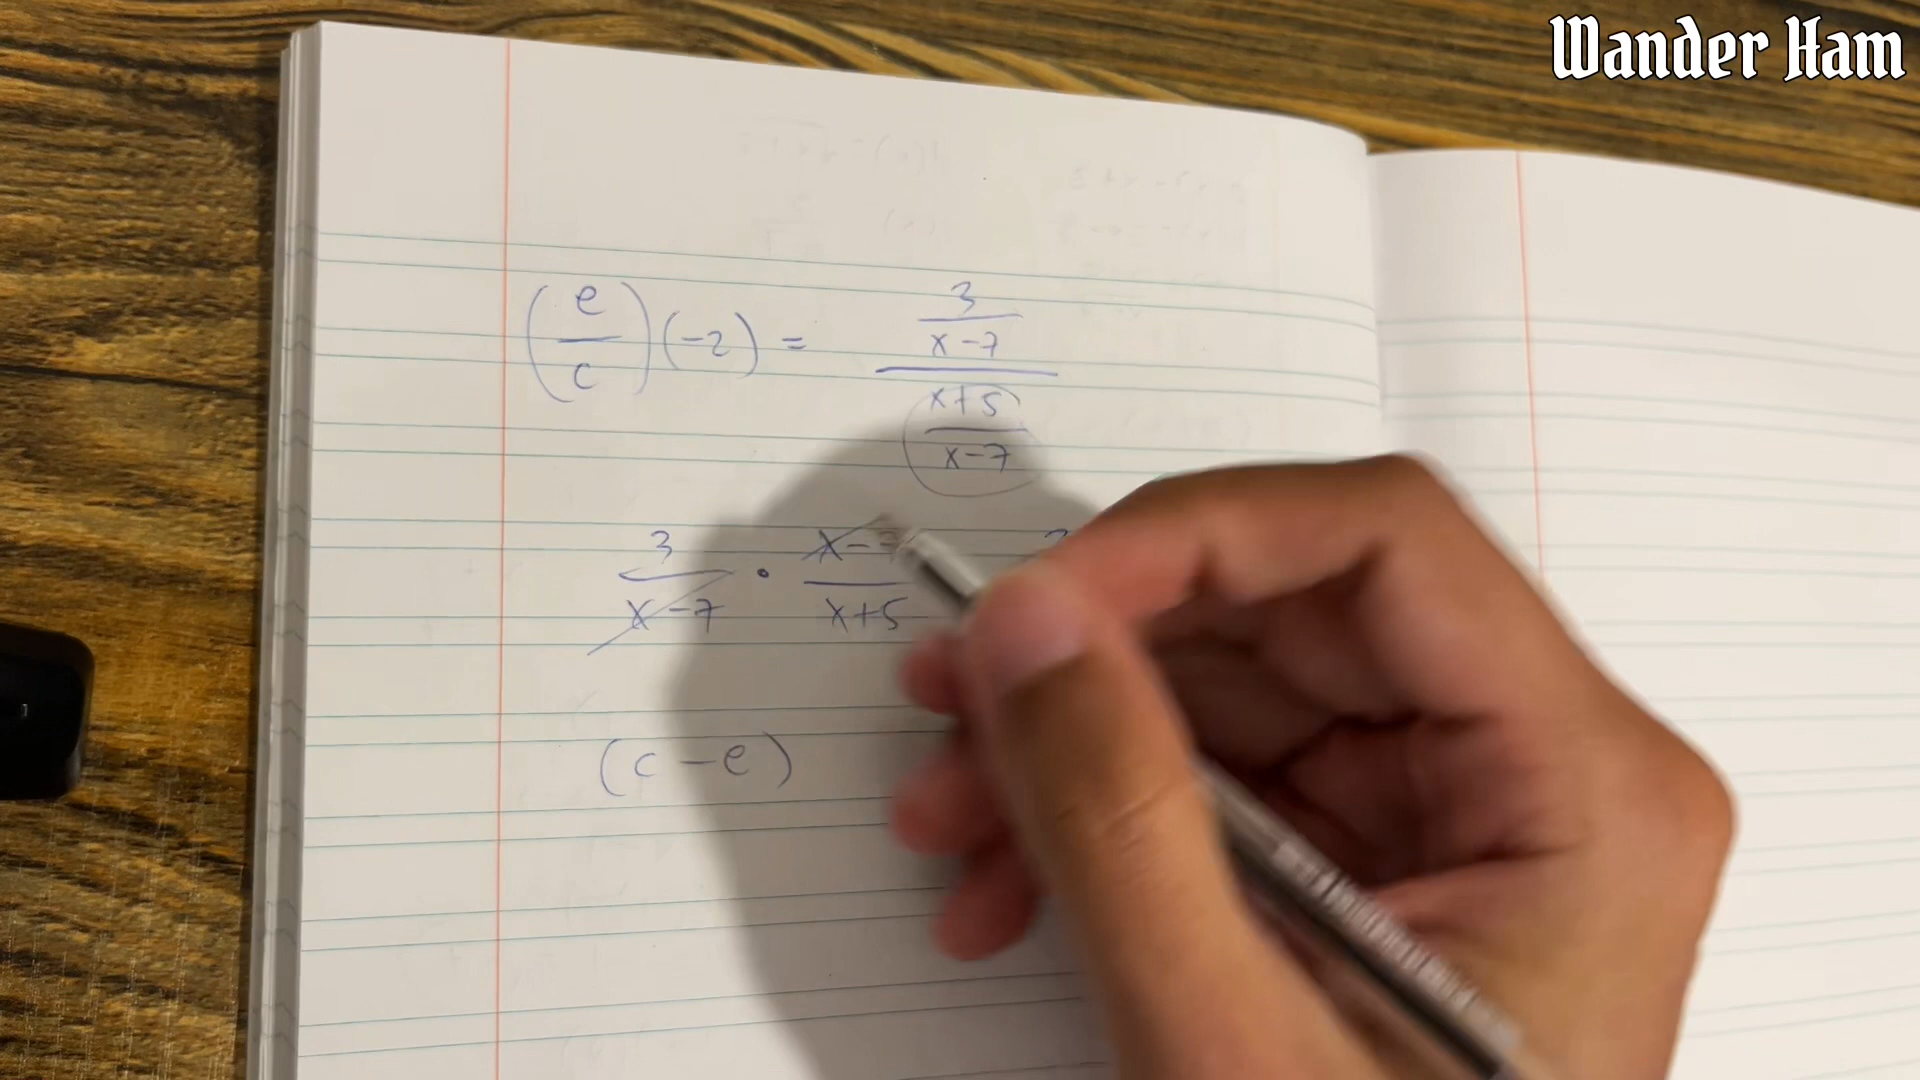 Wander Ham
(e/c)(-2) = (3/(x-7))/((x+5)/(x-7))
3/(x-7) · (x-7)/(x+5)
(c-e)